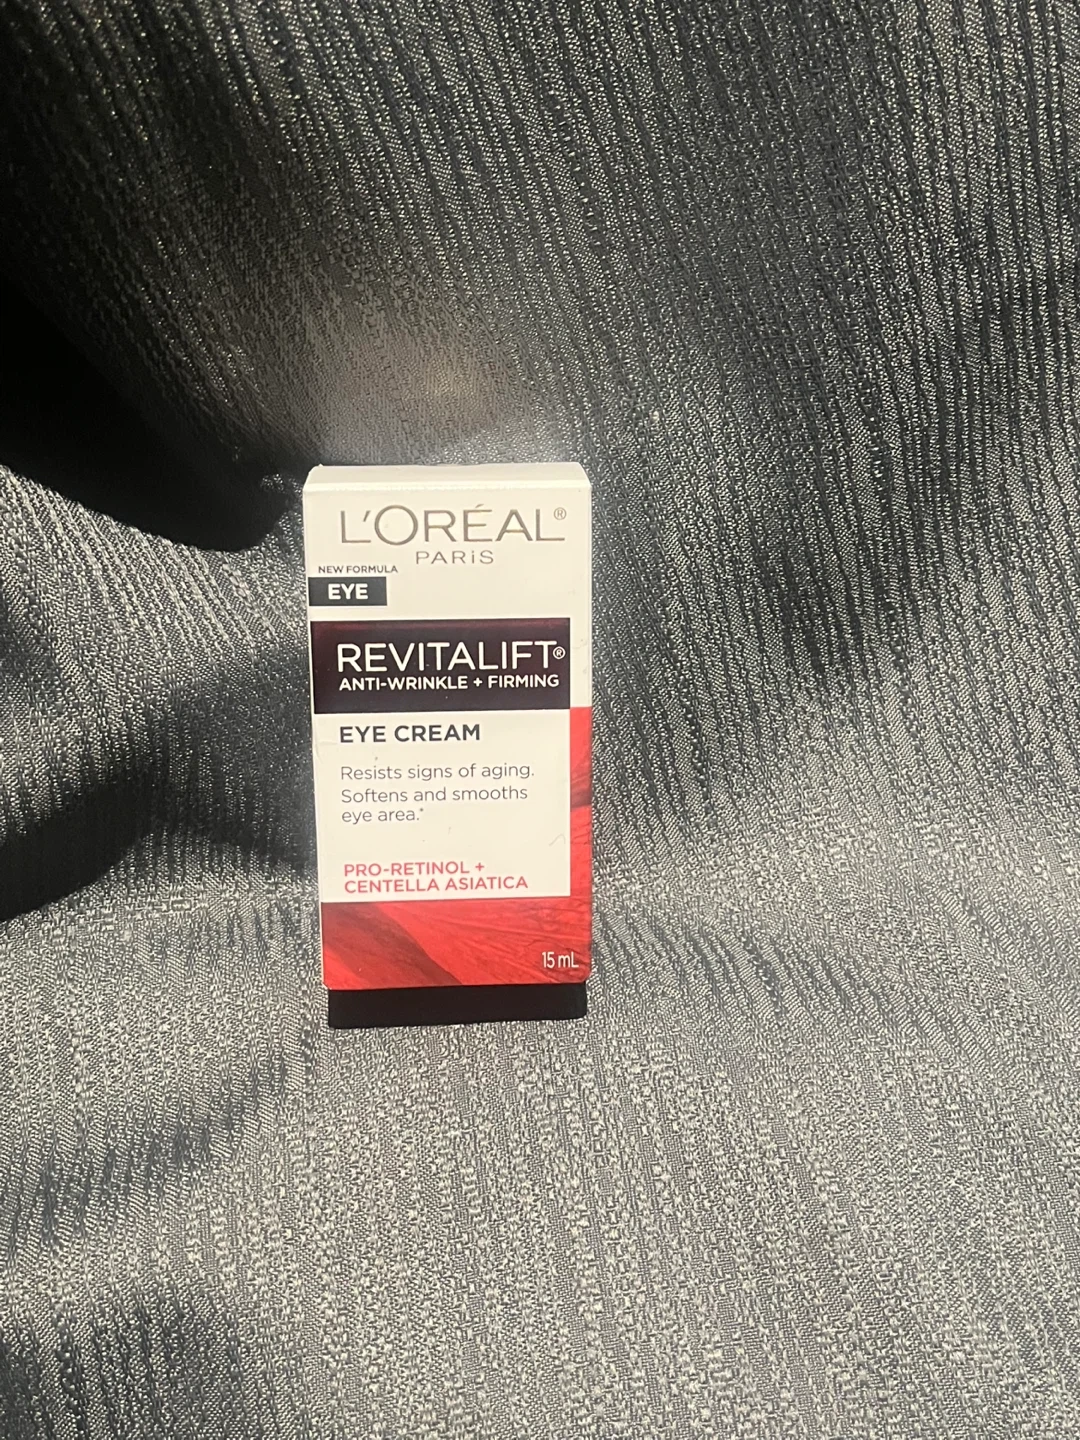 L'ORÉAL®
PARiS
NEW FORMULA
EYE
REVITALIFT®
ANTI-WRINKLE + FIRMING
EYE CREAM
Resists signs of aging.
Softens and smooths
eye area.*
PRO-RETINOL +
CENTELLA ASIATICA
15 mL